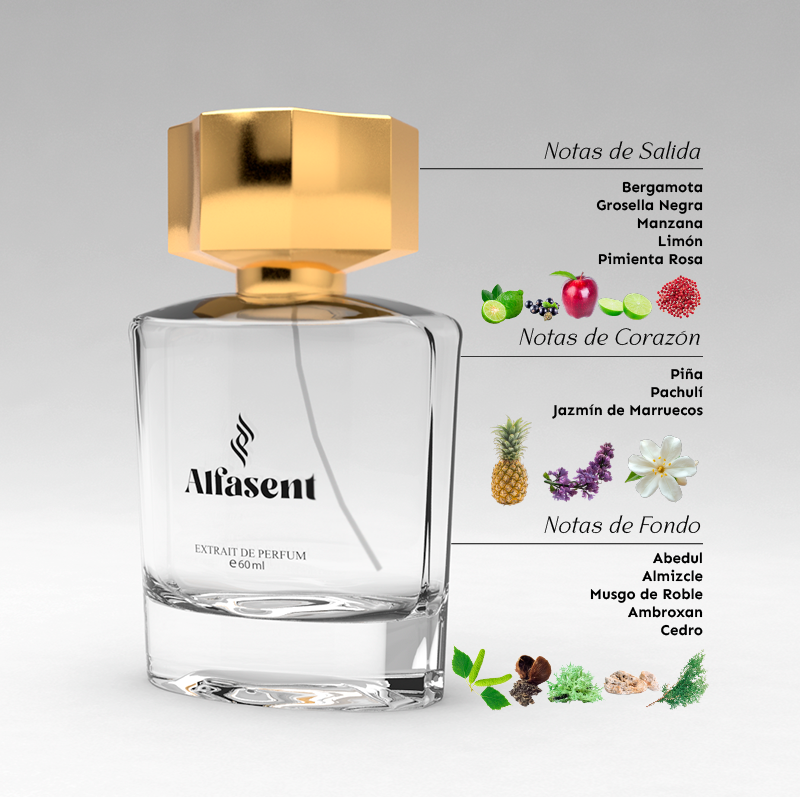 Notas de Salida
Bergamota
Grosella Negra
Manzana
Limón
Pimienta Rosa
Notas de Corazón
Piña
Pachulí
Jazmín de Marruecos
Notas de Fondo
Abedul
Almizcle
Musgo de Roble
Ambroxan
Cedro
Alfasent
EXTRAIT DE PERFUM
e60ml